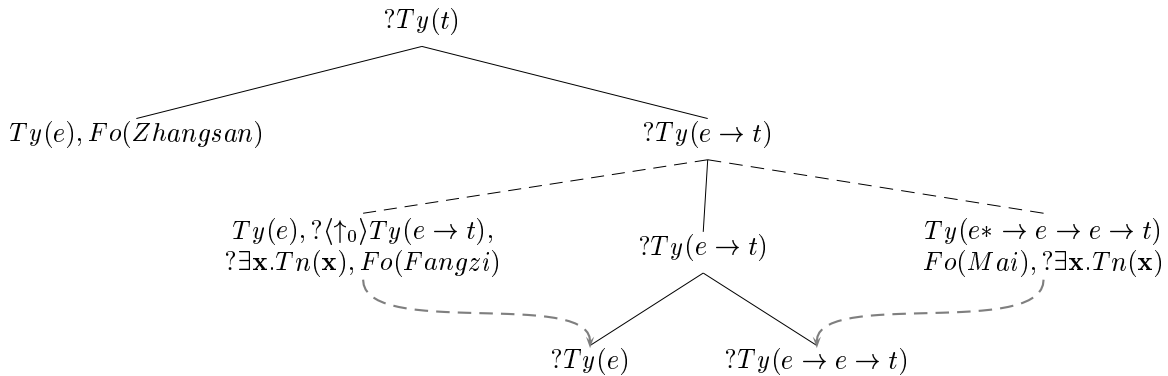 ?Ty(t)
Ty(e), Fo(Zhangsan)
?Ty(e → t)
Ty(e), ?⟨↑₀⟩Ty(e → t),
?∃x.Tn(x), Fo(Fangzi)
?Ty(e → t)
Ty(e∗ → e → e → t)
Fo(Mai), ?∃x.Tn(x)
?Ty(e)
?Ty(e → e → t)